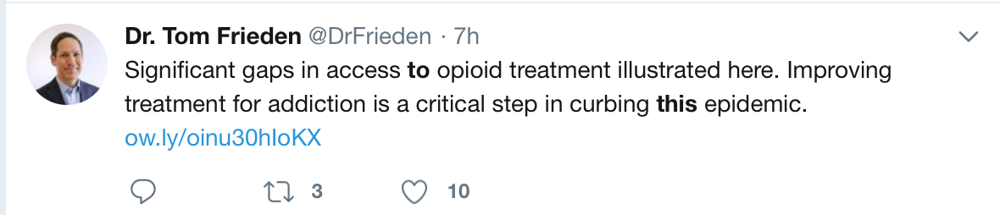 Dr. Tom Frieden @DrFrieden · 7h
Significant gaps in access to opioid treatment illustrated here. Improving
treatment for addiction is a critical step in curbing this epidemic.
ow.ly/oinu30hIoKX
3 10